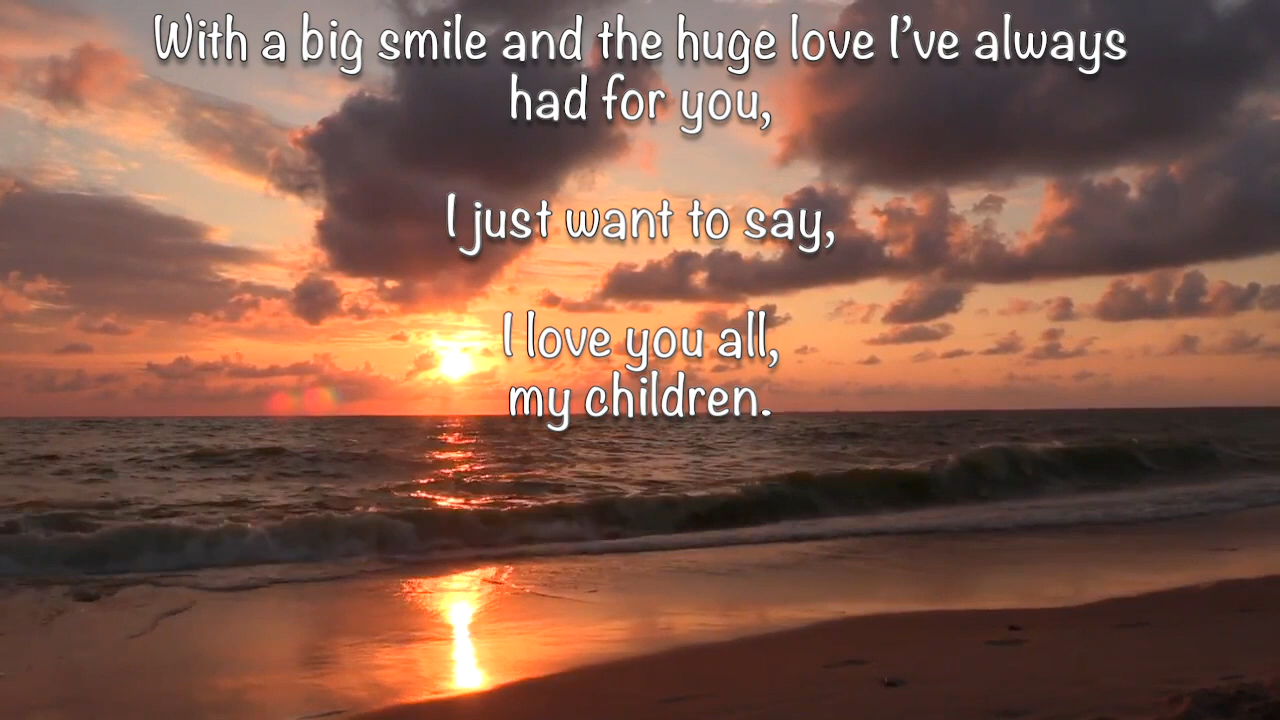 With a big smile and the huge love I’ve always
had for you,
I just want to say,
I love you all,
my children.